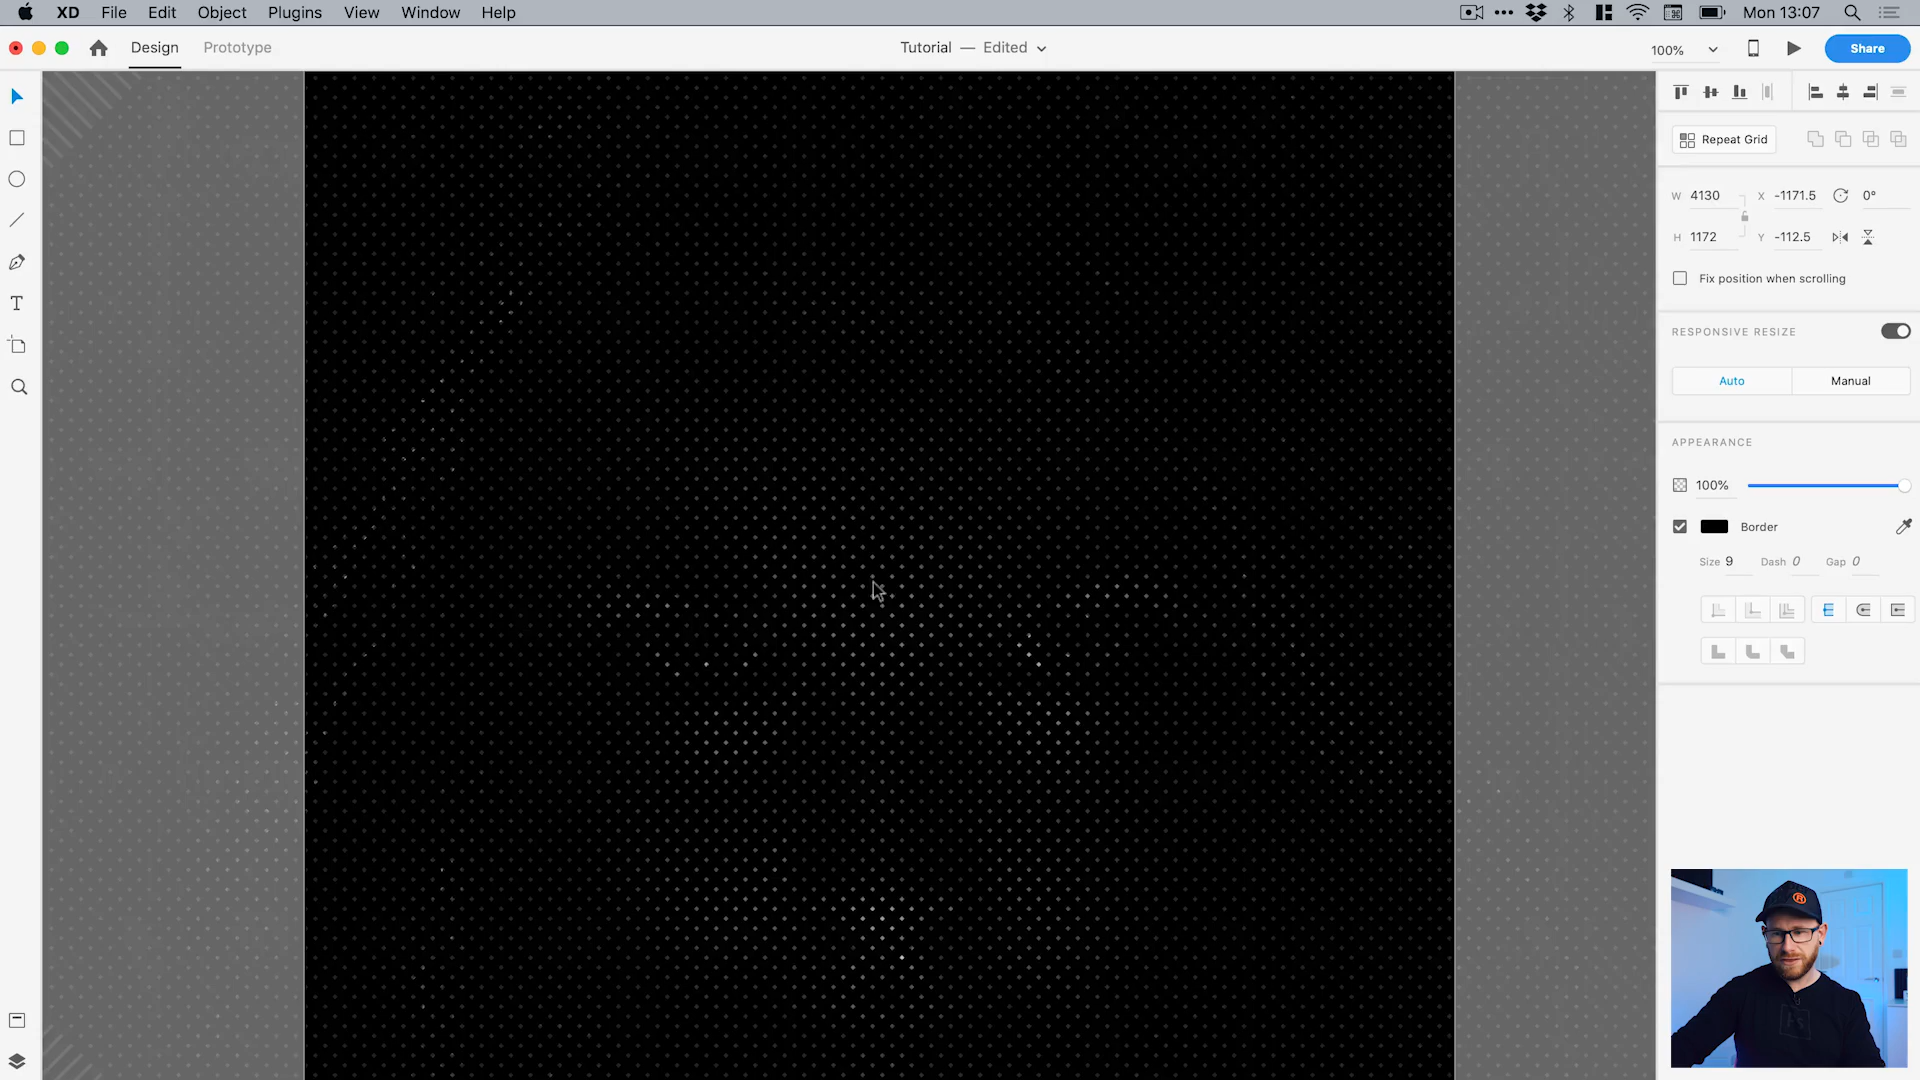 XD File Edit Object Plugins View Window Help Mon 13:07
Design Prototype Tutorial — Edited 100% Share
Repeat Grid
W 4130 X -1171.5 0°
H 1172 Y -112.5
Fix position when scrolling
RESPONSIVE RESIZE
Auto Manual
APPEARANCE
100%
Border
Size 9 Dash 0 Gap 0